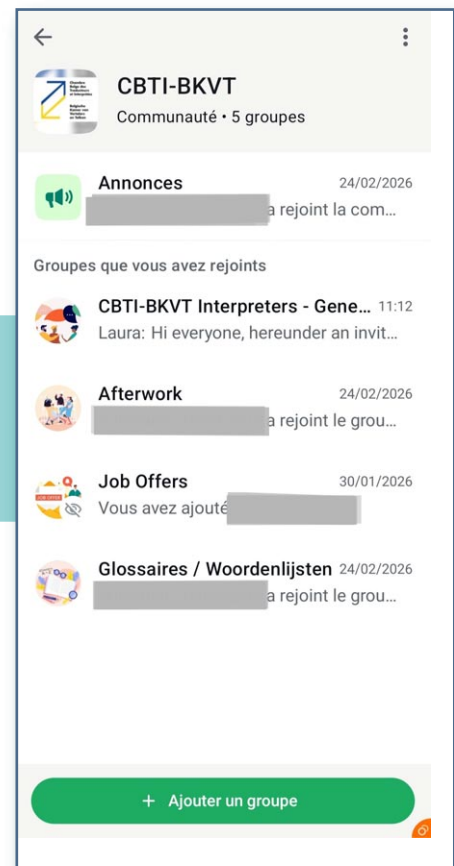 CBTI-BKVT
Communauté • 5 groupes
Annonces 24/02/2026
a rejoint la com...
Groupes que vous avez rejoints
CBTI-BKVT Interpreters - Gene... 11:12
Laura: Hi everyone, hereunder an invit...
Afterwork 24/02/2026
a rejoint le grou...
Job Offers 30/01/2026
Vous avez ajouté
Glossaires / Woordenlijsten 24/02/2026
a rejoint le grou...
+ Ajouter un groupe